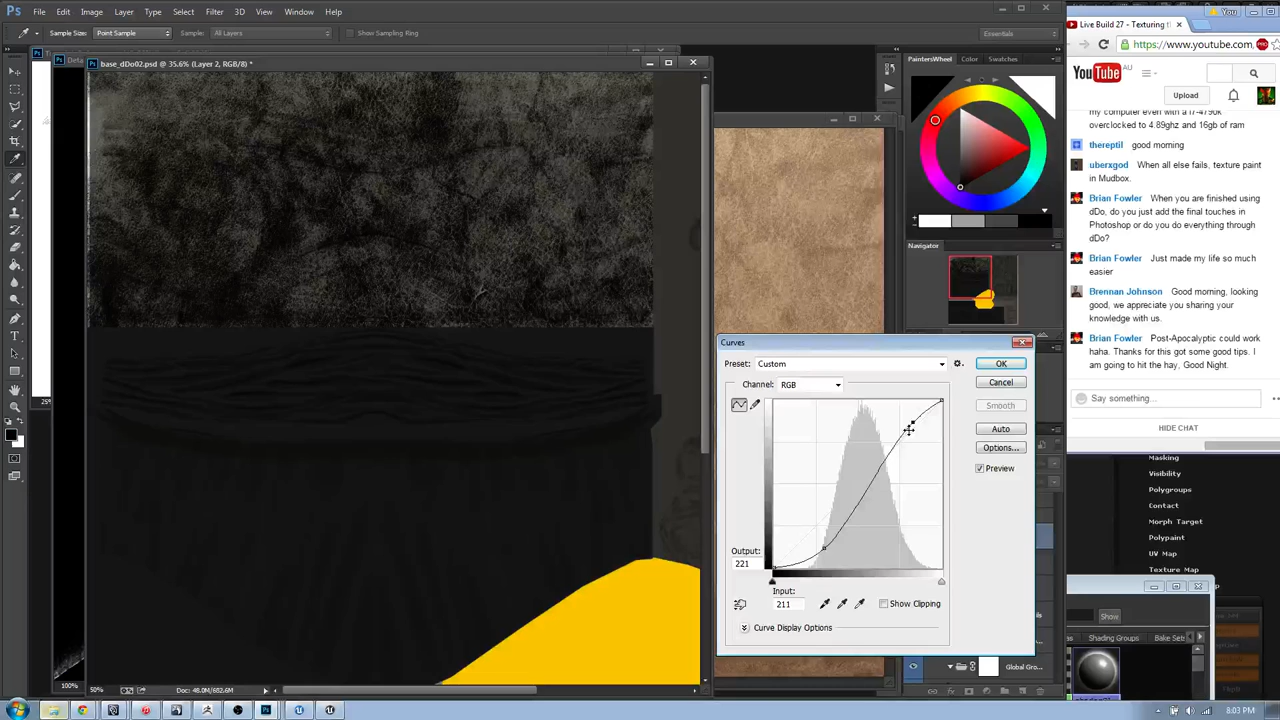 Ps File Edit Image Layer Type Select Filter 3D View Window Help
Sample Size: Point Sample Sample: All Layers Show Sampling Ring Essentials
(Layer 2, RGB/8) *
100%
50% Doc: 48.0M/990.6M
PaintersWheel Color Swatches
Navigator
Curves
Preset: Custom
Channel: RGB
OK
Cancel
Smooth
Auto
Options...
Preview
Output:
221
Input:
211
Show Clipping
Curve Display Options
Global Gro...
You
Live Build 27 - Texturing t
https://www.youtube.com
YouTube AU
Upload
my computer even with a i7-4790k
overclocked to 4.89ghz and 16gb of ram
thereptil good morning
uberxgod When all else fails, texture paint
in Mudbox.
Brian Fowler When you are finished using
dDo, do you just add the final touches in
Photoshop or do you do everything through
dDo?
Brian Fowler Just made my life so much
easier
Brennan Johnson Good morning, looking
good, we appreciate you sharing your
knowledge with us.
Brian Fowler Post-Apocalyptic could work
haha. Thanks for this got some good tips. I
am going to hit the hay, Good Night.
Say something...
HIDE CHAT
Masking
Visibility
Polygroups
Contact
Morph Target
Polypaint
UV Map
Texture Map
Show
Shading Groups Bake Sets
8:03 PM